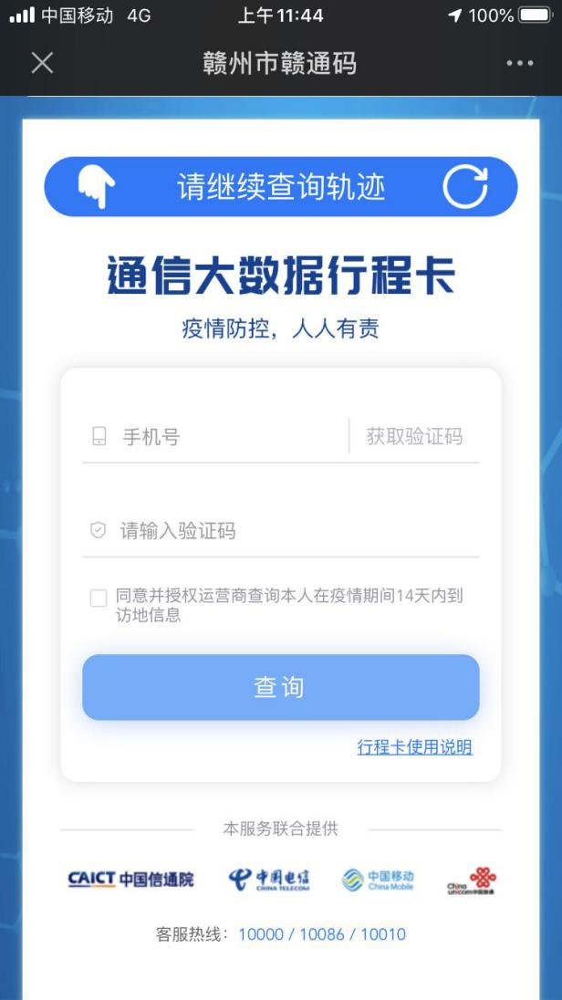 中国移动 4G 上午11:44 100%
赣州市赣通码
请继续查询轨迹
通信大数据行程卡
疫情防控，人人有责
手机号 获取验证码
请输入验证码
同意并授权运营商查询本人在疫情期间14天内到
访地信息
查询
行程卡使用说明
本服务联合提供
CAICT 中国信通院 中国电信 CHINA TELECOM 中国移动 China Mobile China unicom中国联通
客服热线：10000 / 10086 / 10010